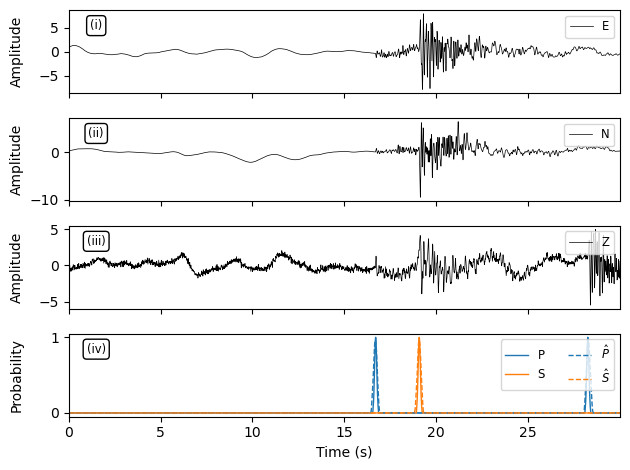 (i)
E
Amplitude
5
0
−5
(ii)
N
Amplitude
0
−10
(iii)
Z
Amplitude
5
0
−5
(iv)
P
S
P̂
Ŝ
Probability
1
0
0 5 10 15 20 25
Time (s)